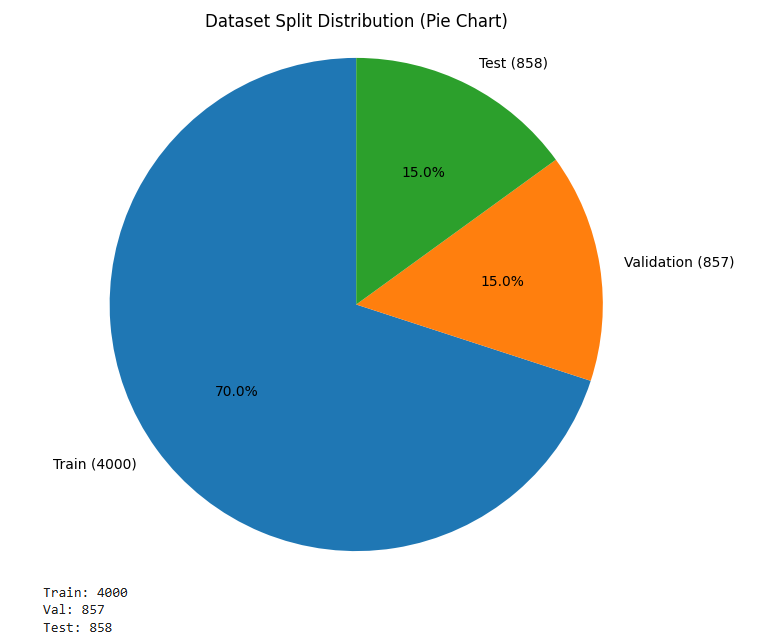 Dataset Split Distribution (Pie Chart)
Test (858)
15.0%
Validation (857)
15.0%
70.0%
Train (4000)
Train: 4000
Val: 857
Test: 858